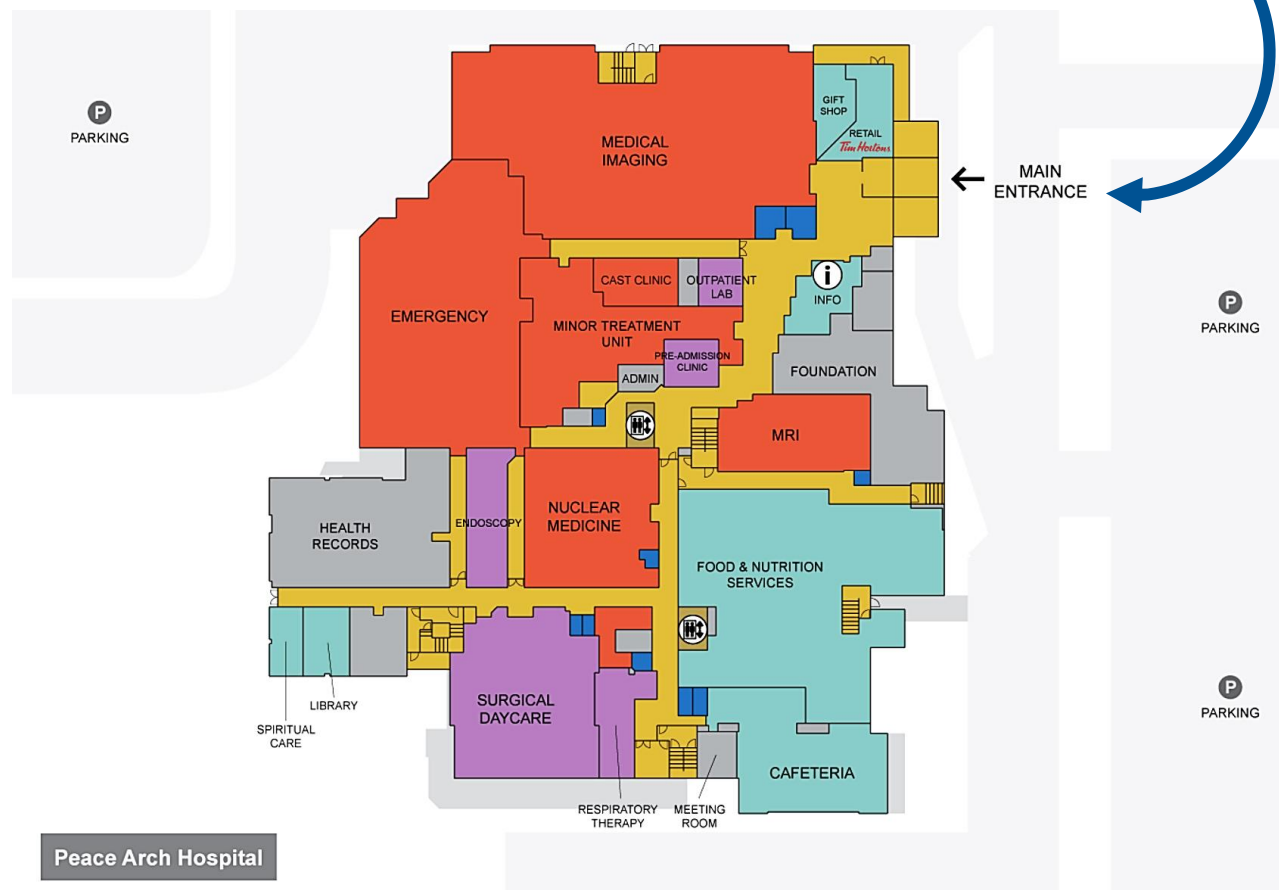 P
PARKING
GIFT
SHOP
RETAIL
Tim Hortons
MEDICAL
IMAGING
MAIN
ENTRANCE
CAST CLINIC
OUTPATIENT
LAB
i
INFO
P
PARKING
EMERGENCY
MINOR TREATMENT
UNIT
PRE-ADMISSION
CLINIC
ADMIN
FOUNDATION
MRI
HEALTH
RECORDS
ENDOSCOPY
NUCLEAR
MEDICINE
FOOD & NUTRITION
SERVICES
SURGICAL
DAYCARE
LIBRARY
SPIRITUAL
CARE
P
PARKING
CAFETERIA
RESPIRATORY
THERAPY
MEETING
ROOM
Peace Arch Hospital